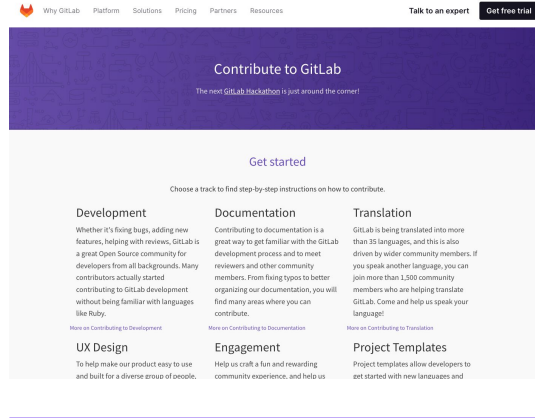 Why GitLab Platform Solutions Pricing Partners Resources Talk to an expert Get free trial
Contribute to GitLab
The next GitLab Hackathon is just around the corner!
Get started
Choose a track to find step-by-step instructions on how to contribute.
Development
Whether it's fixing bugs, adding new
features, helping with reviews, GitLab is
a great Open Source community for
developers from all backgrounds. Many
contributors actually started
contributing to GitLab development
without being familiar with languages
like Ruby.
More on Contributing to Development
Documentation
Contributing to documentation is a
great way to get familiar with the GitLab
development process and to meet
reviewers and other community
members. From fixing typos to better
organizing our documentation, you will
find many areas where you can
contribute.
More on Contributing to Documentation
Translation
GitLab is being translated into more
than 35 languages, and this is also
driven by wider community members. If
you speak another language, you can
join more than 1,500 community
members who are helping translate
GitLab. Come and help us speak your
language!
More on Contributing to Translation
UX Design
To help make our product easy to use
and built for a diverse group of people,
Engagement
Help us craft a fun and rewarding
community experience, and help us
Project Templates
Project templates allow developers to
get started with new languages and